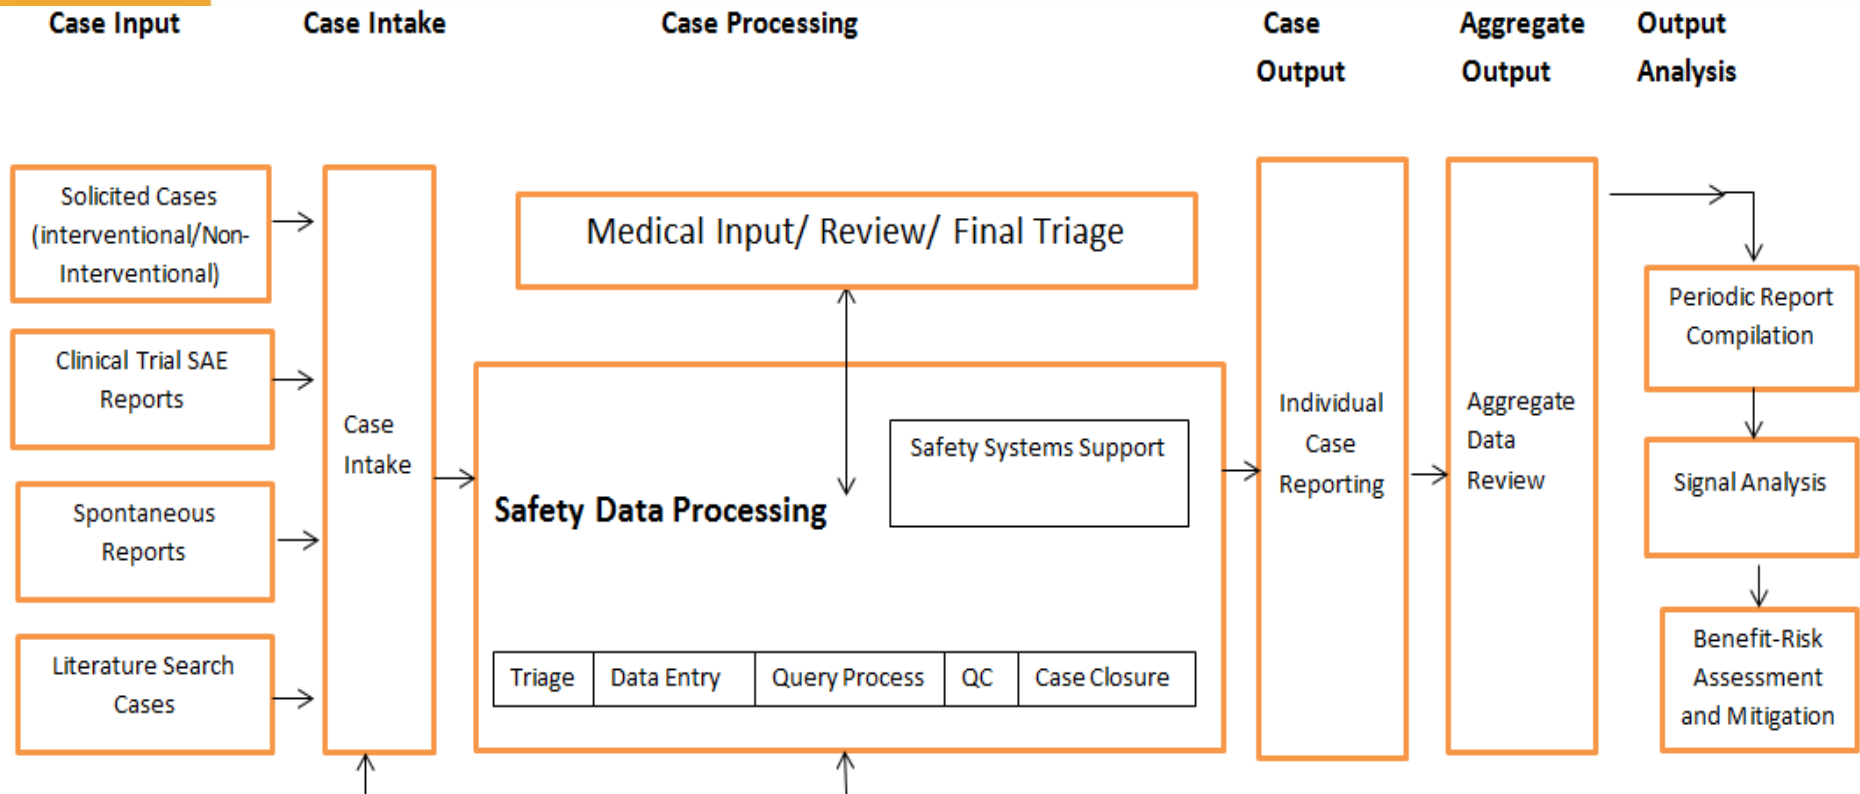 Case Input
Case Intake
Case Processing
Case
Output
Aggregate
Output
Output
Analysis
Solicited Cases
(interventional/Non-
Interventional)
Clinical Trial SAE
Reports
Spontaneous
Reports
Literature Search
Cases
Case
Intake
Medical Input/ Review/ Final Triage
Safety Systems Support
Safety Data Processing
Triage
Data Entry
Query Process
QC
Case Closure
Individual
Case
Reporting
Aggregate
Data
Review
Periodic Report
Compilation
Signal Analysis
Benefit-Risk
Assessment
and Mitigation